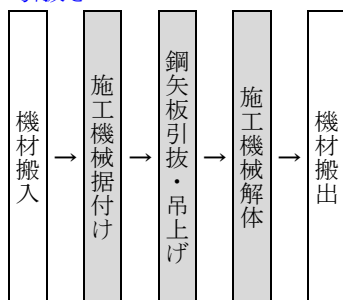 機材搬入
→
施工機械据付け
→
鋼矢板引抜・吊上げ
→
施工機械解体
→
機材搬出